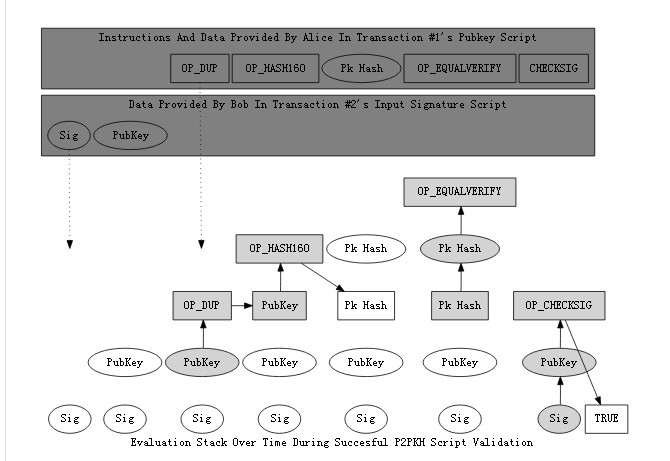 Instructions And Data Provided By Alice In Transaction #1's Pubkey Script
OP_DUP OP_HASH160 Pk Hash OP_EQUALVERIFY CHECKSIG
Data Provided By Bob In Transaction #2's Input Signature Script
Sig PubKey
OP_EQUALVERIFY
OP_HASH160 Pk Hash Pk Hash
OP_DUP PubKey Pk Hash Pk Hash OP_CHECKSIG
PubKey PubKey PubKey PubKey PubKey PubKey
Sig Sig Sig Sig Sig Sig Sig TRUE
Evaluation Stack Over Time During Succesful P2PKH Script Validation